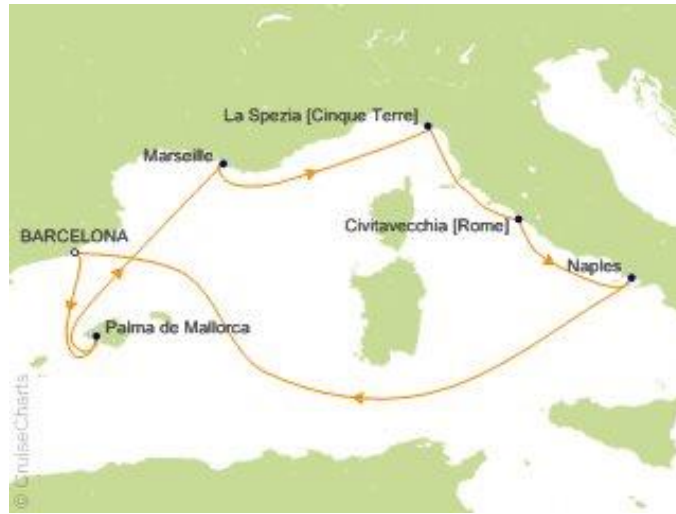 La Spezia [Cinque Terre]
Marseille
Civitavecchia [Rome]
BARCELONA
Naples
Palma de Mallorca
© CruiseCharts